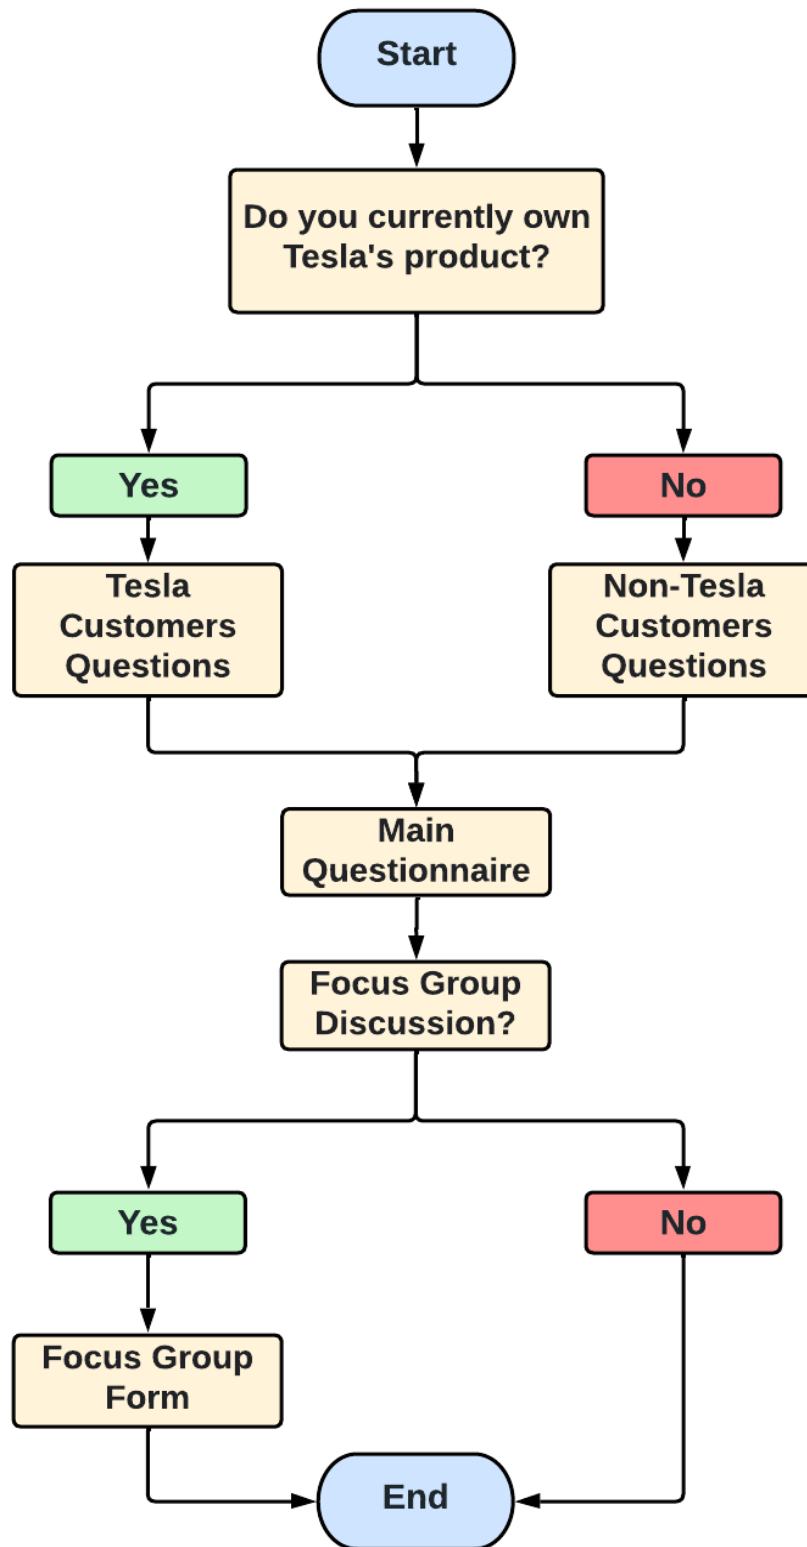 Start
Do you currently own
Tesla's product?
Yes
No
Tesla
Customers
Questions
Non-Tesla
Customers
Questions
Main
Questionnaire
Focus Group
Discussion?
Yes
No
Focus Group
Form
End